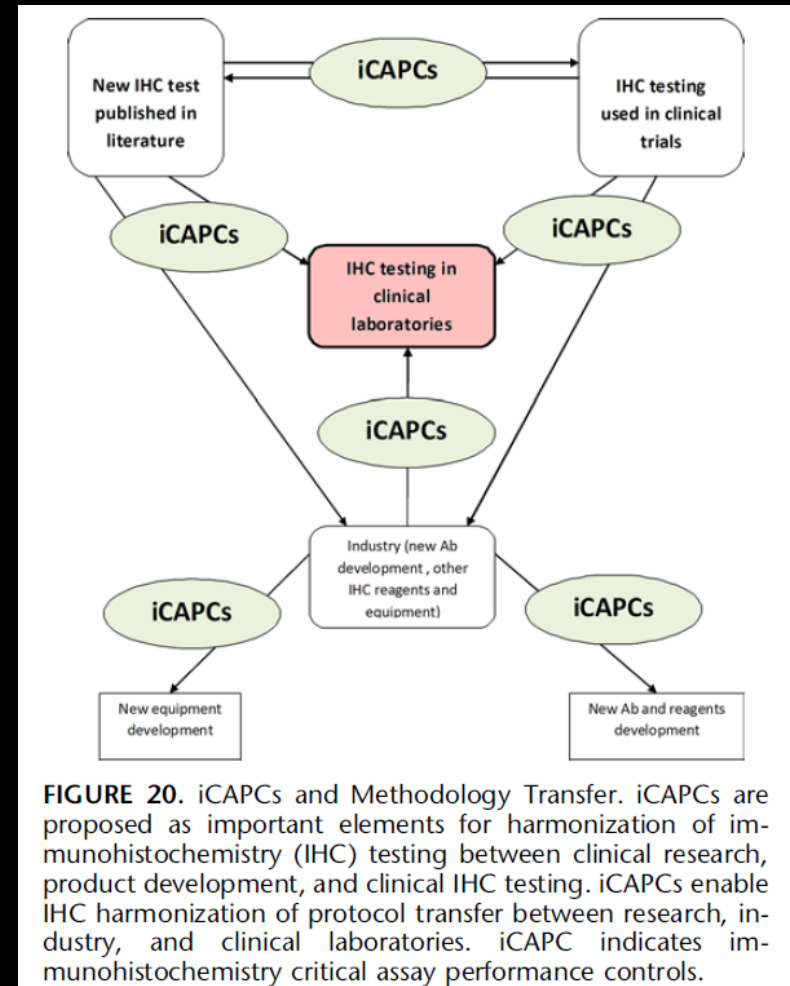 iCAPCs
New IHC test
published in
literature
IHC testing
used in clinical
trials
iCAPCs
iCAPCs
IHC testing in
clinical
laboratories
iCAPCs
Industry (new Ab
development , other
IHC reagents and
equipment)
iCAPCs
iCAPCs
New equipment
development
New Ab and reagents
development
FIGURE 20. iCAPCs and Methodology Transfer. iCAPCs are
proposed as important elements for harmonization of im-
munohistochemistry (IHC) testing between clinical research,
product development, and clinical IHC testing. iCAPCs enable
IHC harmonization of protocol transfer between research, in-
dustry, and clinical laboratories. iCAPC indicates im-
munohistochemistry critical assay performance controls.